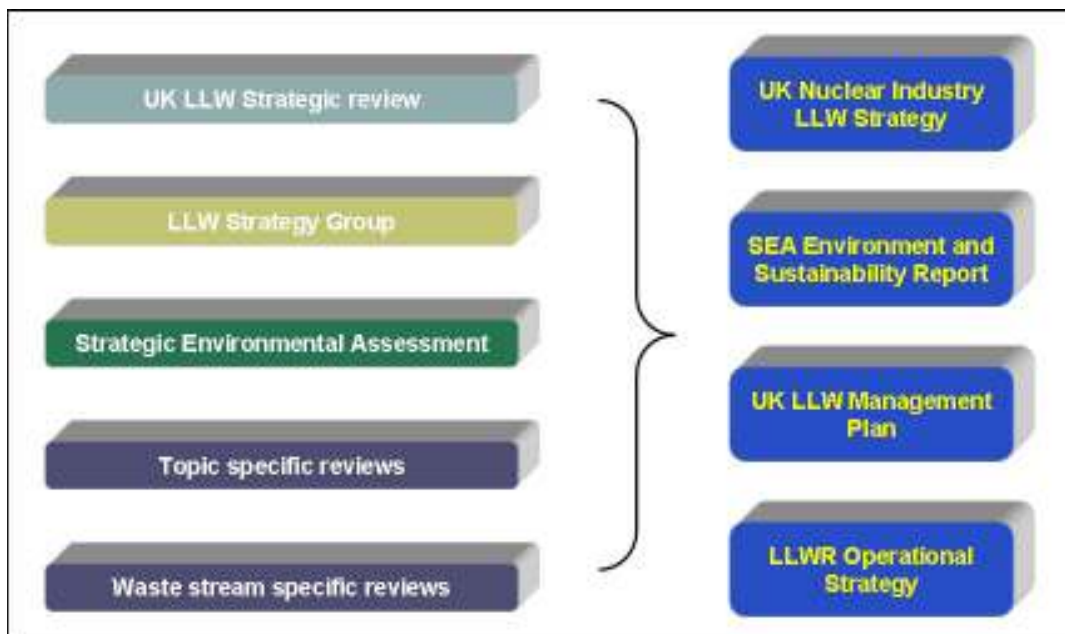 UK LLW Strategic review
LLW Strategy Group
Strategic Environmental Assessment
Topic specific reviews
Waste stream specific reviews
UK Nuclear Industry
LLW Strategy
SEA Environment and
Sustainability Report
UK LLW Management
Plan
LLWR Operational
Strategy